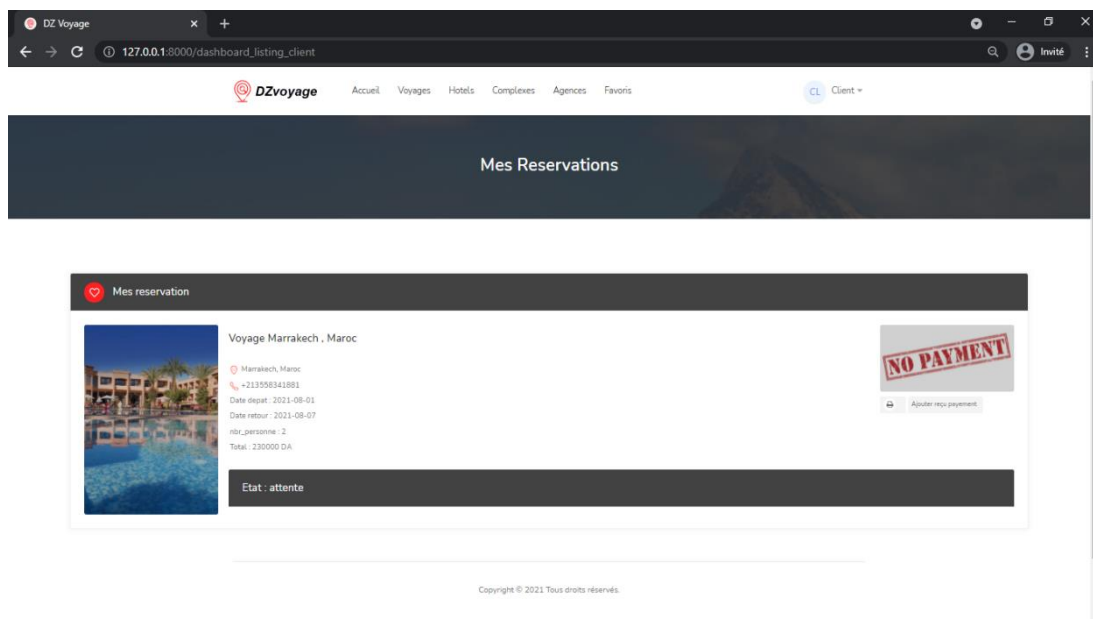 DZ Voyage
127.0.0.1:8000/dashboard_listing_client
Invité
DZvoyage Accueil Voyages Hotels Complexes Agences Favoris CL Client
Mes Reservations
Mes reservation
Voyage Marrakech , Maroc
Marrakech, Maroc
+213558341881
Date depat : 2021-08-01
Date retour : 2021-08-07
nbr_personne : 2
Total : 230000 DA
NO PAYMENT
Ajouter reçu payement
Etat : attente
Copyright © 2021 Tous droits réservés.